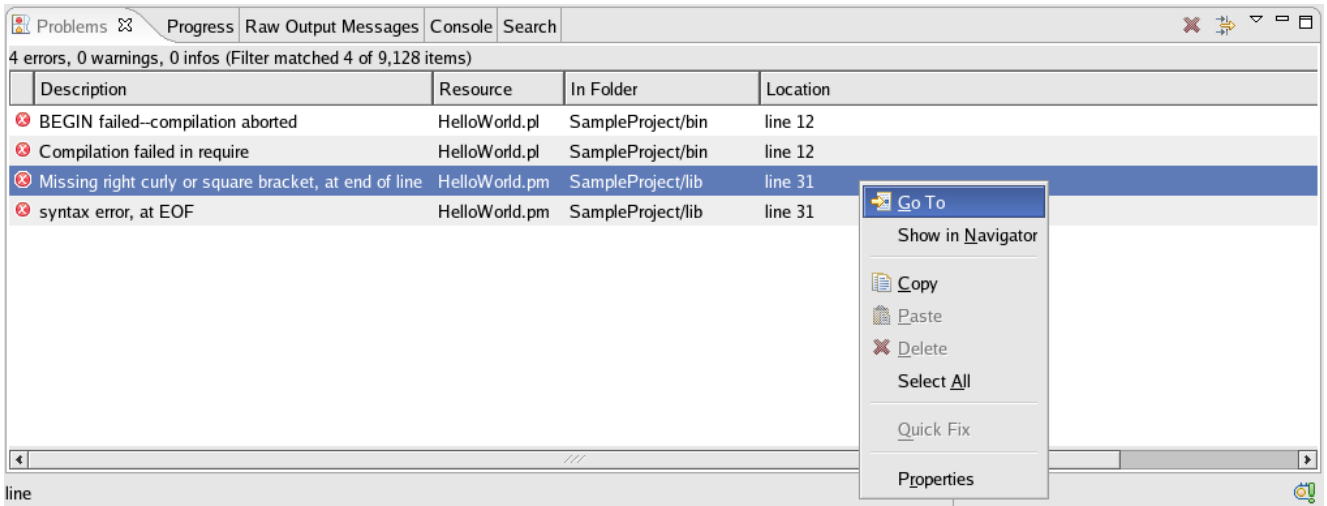 Problems Progress Raw Output Messages Console Search
4 errors, 0 warnings, 0 infos (Filter matched 4 of 9,128 items)
Description Resource In Folder Location
BEGIN failed--compilation aborted HelloWorld.pl SampleProject/bin line 12
Compilation failed in require HelloWorld.pl SampleProject/bin line 12
Missing right curly or square bracket, at end of line HelloWorld.pm SampleProject/lib line 31
syntax error, at EOF HelloWorld.pm SampleProject/lib line 31
Go To
Show in Navigator
Copy
Paste
Delete
Select All
Quick Fix
Properties
line